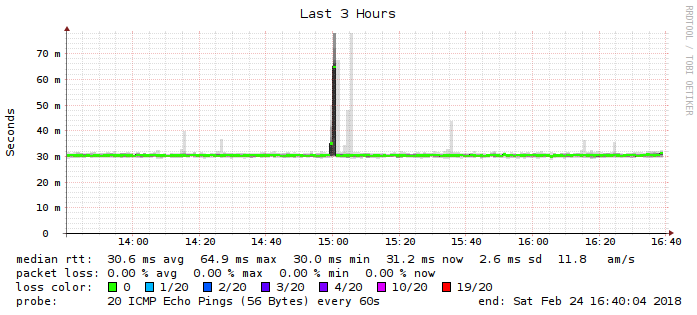 Last 3 Hours
RRDTOOL / TOBI OETIKER
Seconds
70 m
60 m
50 m
40 m
30 m
20 m
10 m
0
14:00 14:20 14:40 15:00 15:20 15:40 16:00 16:20 16:40
median rtt: 30.6 ms avg 64.9 ms max 30.0 ms min 31.2 ms now 2.6 ms sd 11.8 am/s
packet loss: 0.00 % avg 0.00 % max 0.00 % min 0.00 % now
loss color: 0 1/20 2/20 3/20 4/20 10/20 19/20
probe: 20 ICMP Echo Pings (56 Bytes) every 60s end: Sat Feb 24 16:40:04 2018